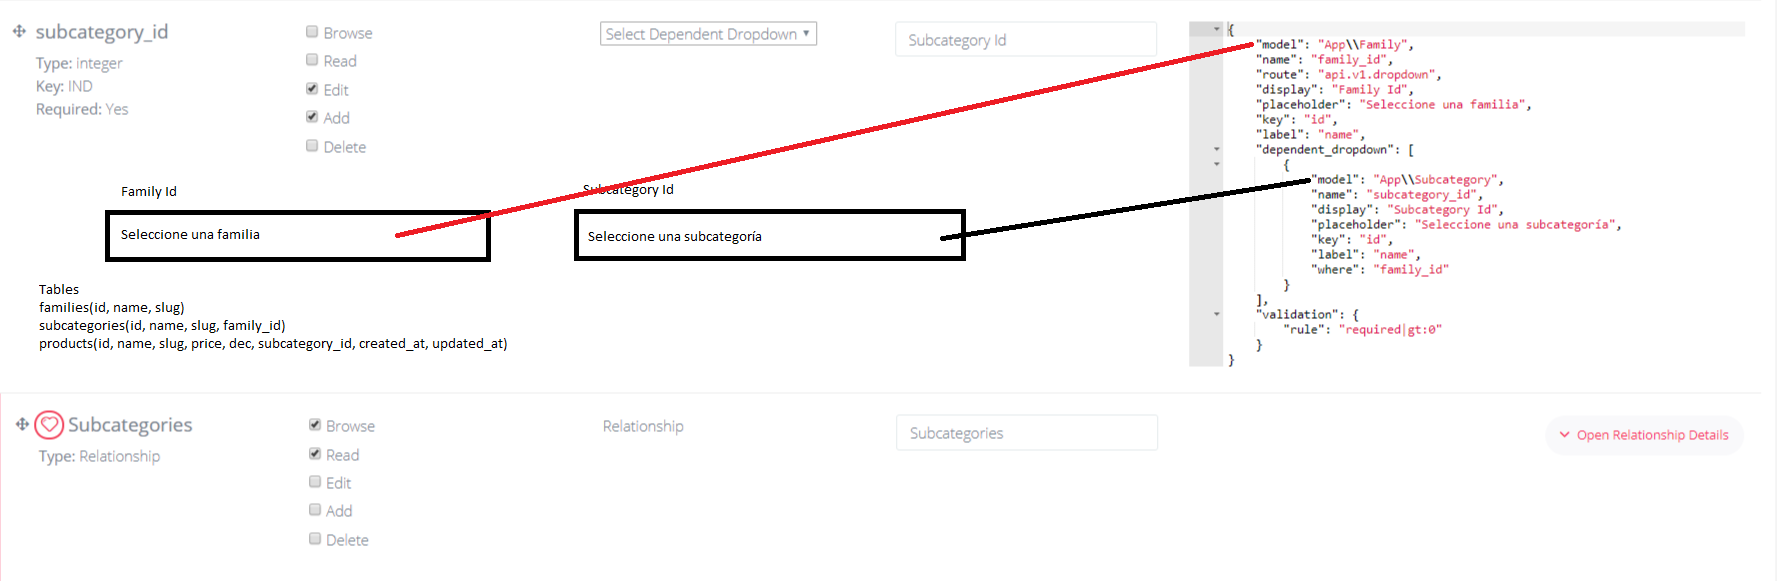 subcategory_id
Type: integer
Key: IND
Required: Yes
Browse
Read
Edit
Add
Delete
Select Dependent Dropdown
Subcategory Id
{
"model": "App\\Family",
"name": "family_id",
"route": "api.v1.dropdown",
"display": "Family Id",
"placeholder": "Seleccione una familia",
"key": "id",
"label": "name",
"dependent_dropdown": [
{
"model": "App\\Subcategory",
"name": "subcategory_id",
"display": "Subcategory Id",
"placeholder": "Seleccione una subcategoría",
"key": "id",
"label": "name",
"where": "family_id"
}
],
"validation": {
"rule": "required|gt:0"
}
}
Family Id
Seleccione una familia
Subcategory Id
Seleccione una subcategoría
Tables
families(id, name, slug)
subcategories(id, name, slug, family_id)
products(id, name, slug, price, dec, subcategory_id, created_at, updated_at)
Subcategories
Type: Relationship
Browse
Read
Edit
Add
Delete
Relationship
Subcategories
Open Relationship Details